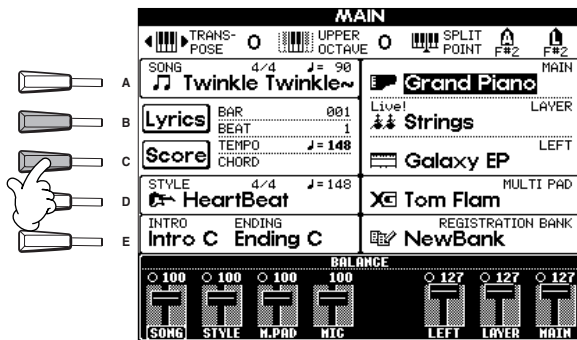 MAIN
TRANS-POSE 0 UPPER OCTAVE 0 SPLIT POINT A F#2 L F#2
SONG 4/4 ♩= 90
Twinkle Twinkle~
MAIN
Grand Piano
A
Lyrics BAR 001
BEAT 1
Live! LAYER
Strings
B
Score TEMPO ♩=148
CHORD
LEFT
Galaxy EP
C
STYLE 4/4 ♩=148
HeartBeat
MULTI PAD
Tom Flam
D
INTRO ENDING
Intro C Ending C
REGISTRATION BANK
NewBank
E
BALANCE
100 100 100 100 127 127 127
SONG STYLE M.PAD MIC LEFT LAYER MAIN